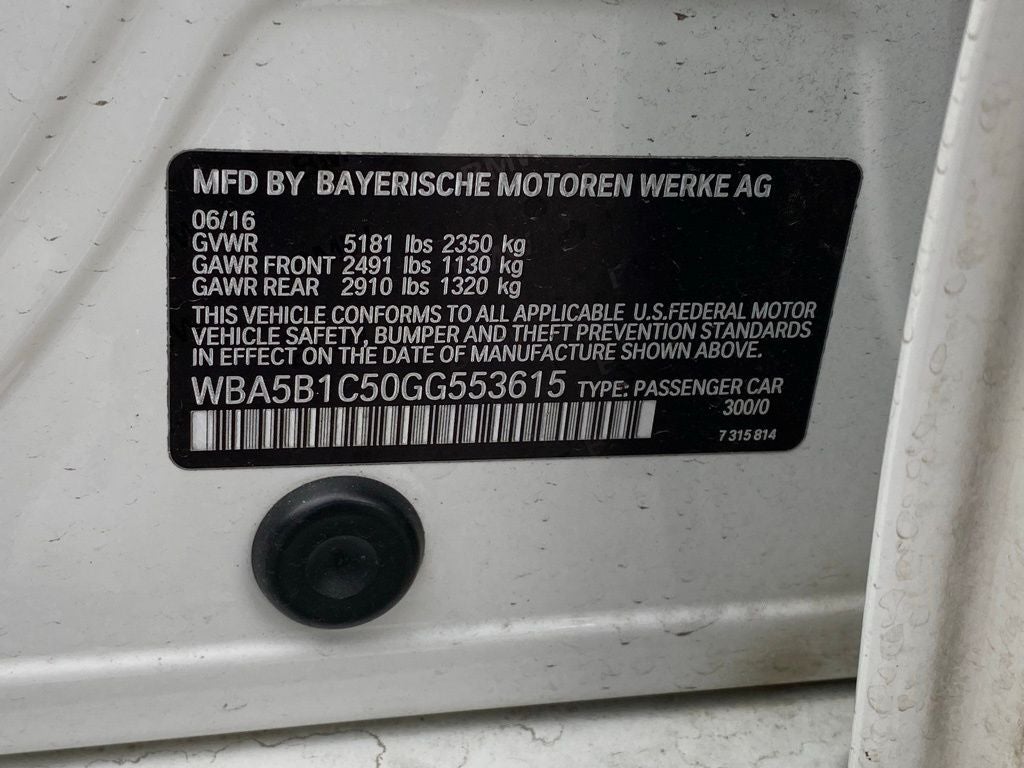 MFD BY BAYERISCHE MOTOREN WERKE AG
06/16
GVWR 5181 lbs 2350 kg
GAWR FRONT 2491 lbs 1130 kg
GAWR REAR 2910 lbs 1320 kg
THIS VEHICLE CONFORMS TO ALL APPLICABLE U.S.FEDERAL MOTOR
VEHICLE SAFETY, BUMPER AND THEFT PREVENTION STANDARDS
IN EFFECT ON THE DATE OF MANUFACTURE SHOWN ABOVE.
WBA5B1C50GG553615 TYPE: PASSENGER CAR
300/0
7 315 814